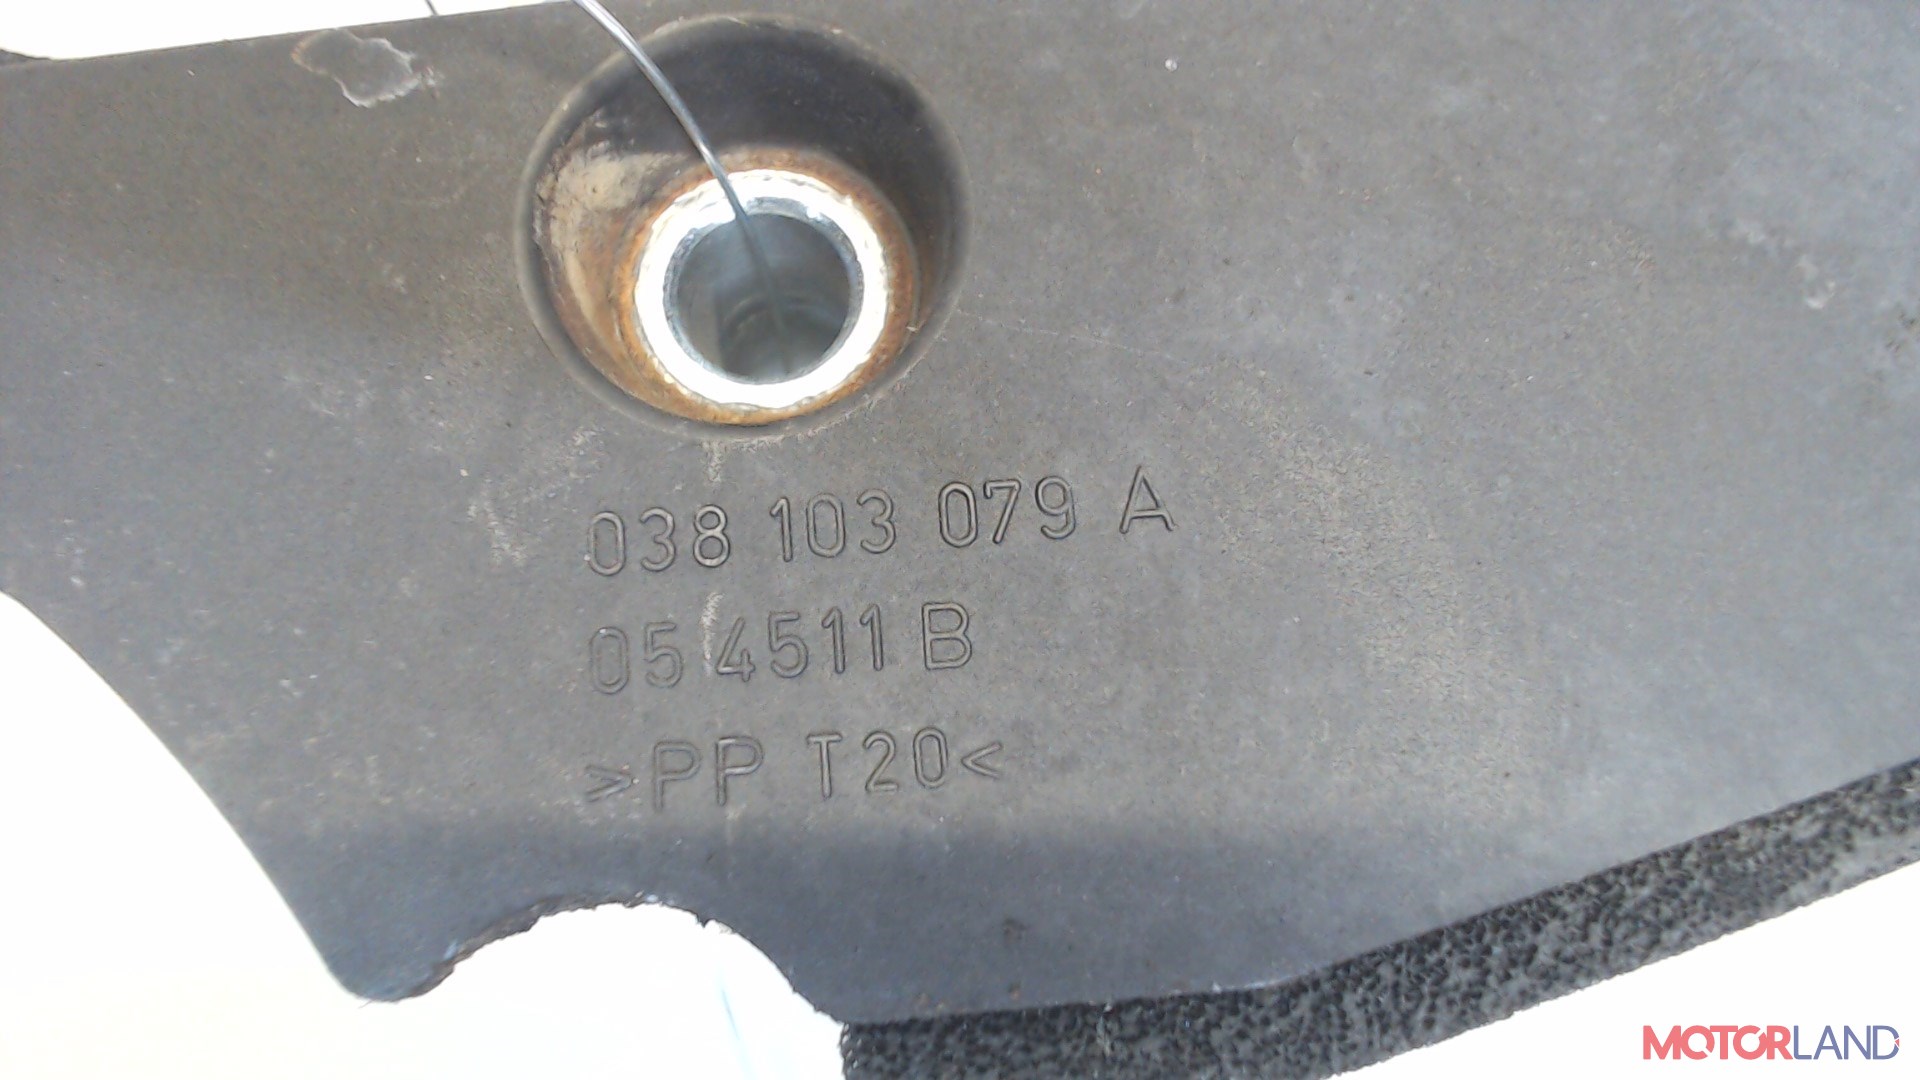 038 103 079 A
05 4511 B
>PP T20<
MOTORLAND